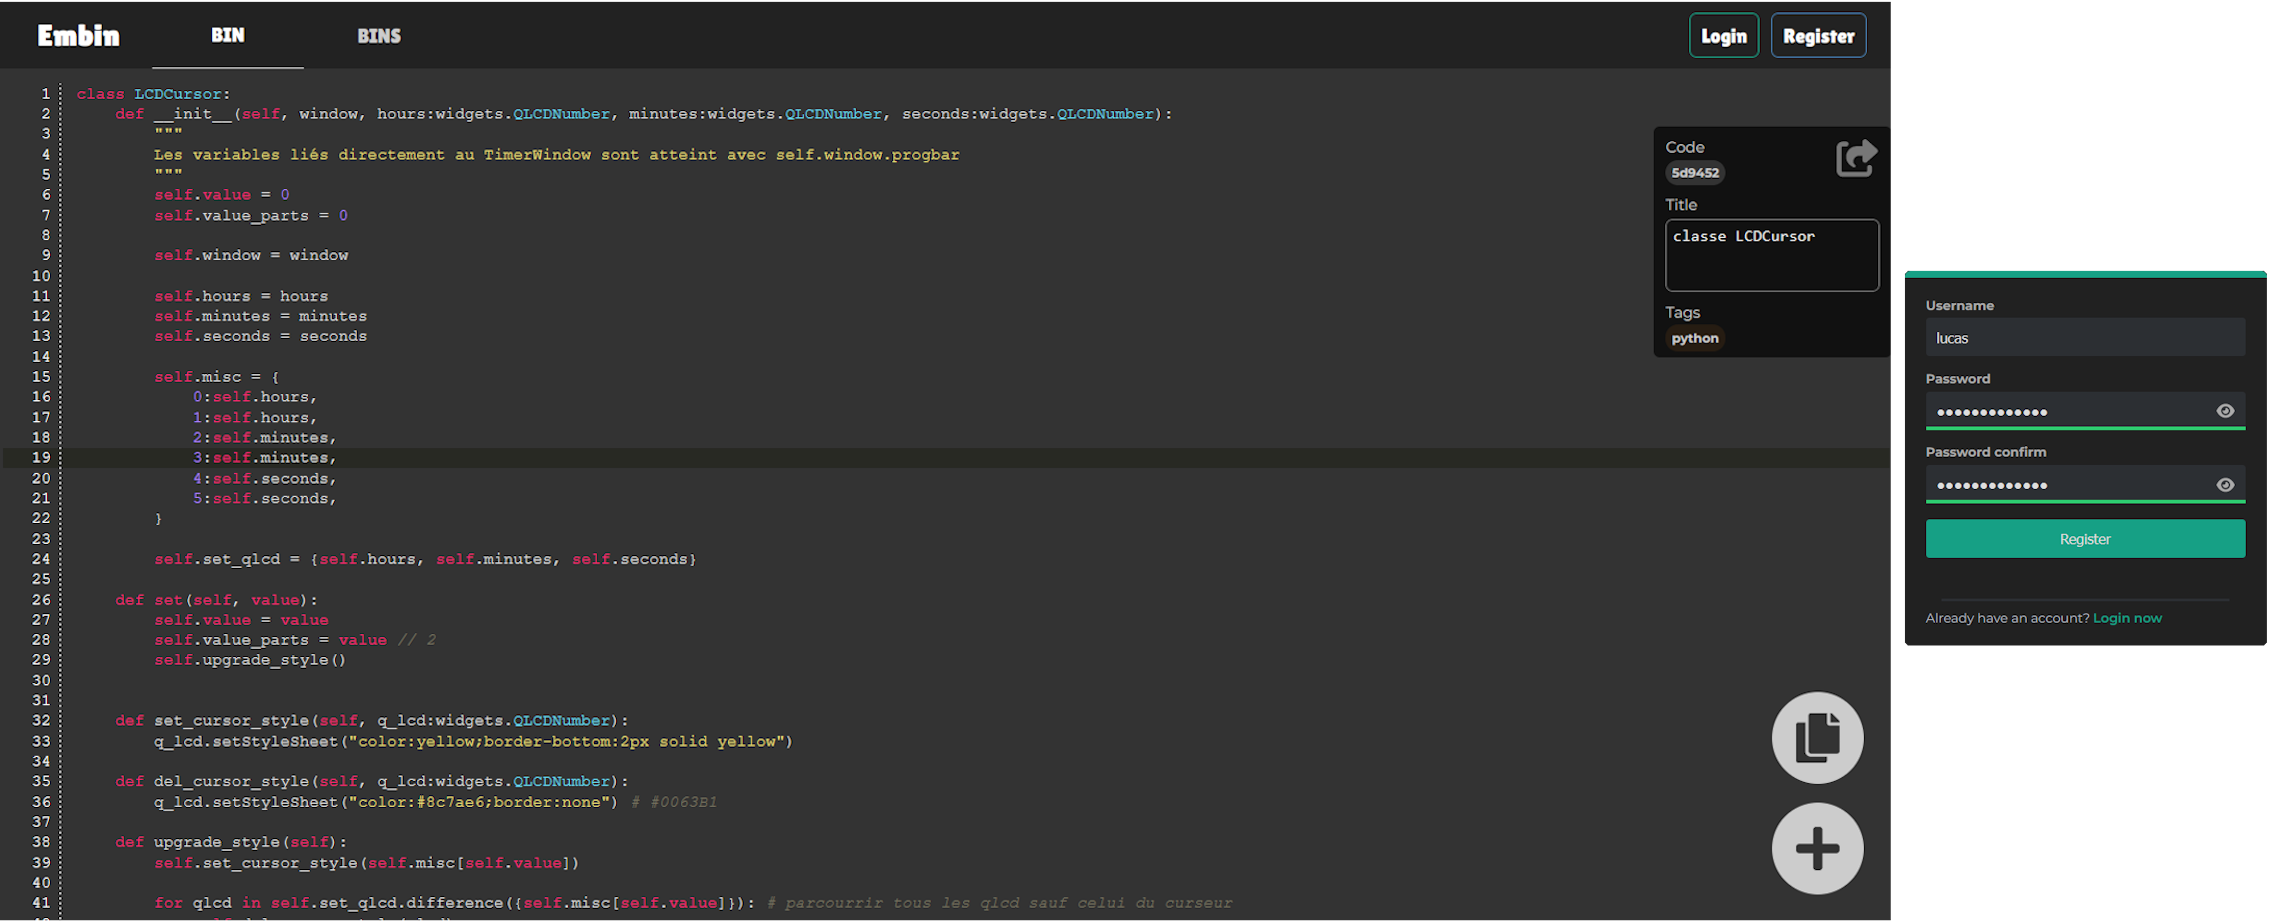 Embin
BIN
BINS
Login
Register
1 class LCDCursor:
2 def __init__(self, window, hours:widgets.QLCDNumber, minutes:widgets.QLCDNumber, seconds:widgets.QLCDNumber):
3 """
4 Les variables liés directement au TimerWindow sont atteint avec self.window.progbar
5 """
6 self.value = 0
7 self.value_parts = 0
8
9 self.window = window
10
11 self.hours = hours
12 self.minutes = minutes
13 self.seconds = seconds
14
15 self.misc = {
16 0:self.hours,
17 1:self.hours,
18 2:self.minutes,
19 3:self.minutes,
20 4:self.seconds,
21 5:self.seconds,
22 }
23
24 self.set_qlcd = {self.hours, self.minutes, self.seconds}
25
26 def set(self, value):
27 self.value = value
28 self.value_parts = value // 2
29 self.upgrade_style()
30
31
32 def set_cursor_style(self, q_lcd:widgets.QLCDNumber):
33 q_lcd.setStyleSheet("color:yellow;border-bottom:2px solid yellow")
34
35 def del_cursor_style(self, q_lcd:widgets.QLCDNumber):
36 q_lcd.setStyleSheet("color:#8c7ae6;border:none") # #0063B1
37
38 def upgrade_style(self):
39 self.set_cursor_style(self.misc[self.value])
40
41 for qlcd in self.set_qlcd.difference({self.misc[self.value]}): # parcourrir tous les qlcd sauf celui du curseur
Code
5d9452
Title
classe LCDCursor
Tags
python
Username
lucas
Password
•••••••••••••
Password confirm
•••••••••••••
Register
Already have an account? Login now